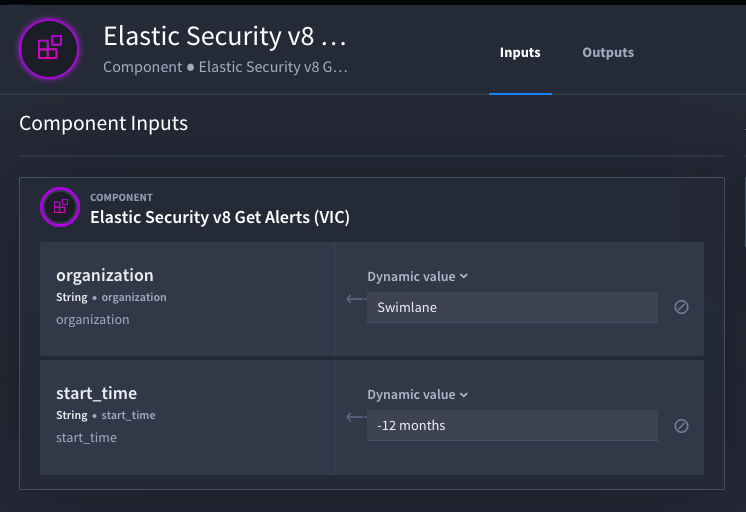 Elastic Security v8 ...
Component ● Elastic Security v8 G...
Inputs
Outputs
Component Inputs
COMPONENT
Elastic Security v8 Get Alerts (VIC)
organization
String • organization
organization
Dynamic value
Swimlane
start_time
String • start_time
start_time
Dynamic value
-12 months